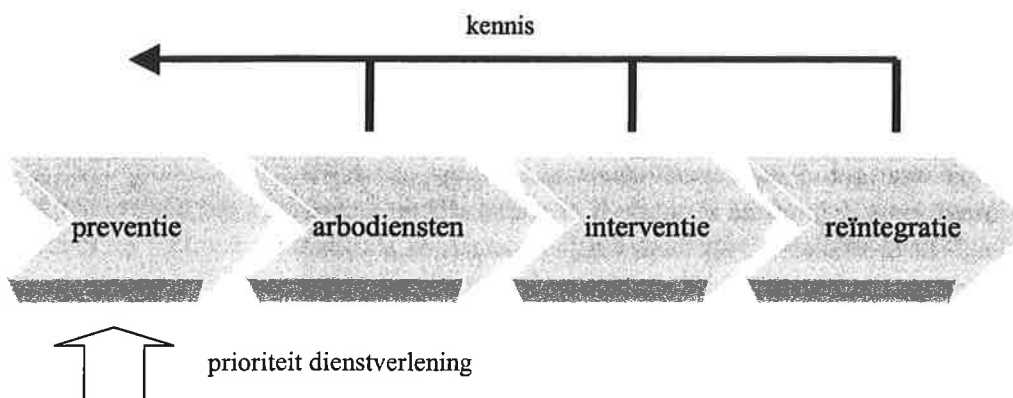 kennis
preventie
arbodiensten
interventie
reïntegratie
prioriteit dienstverlening